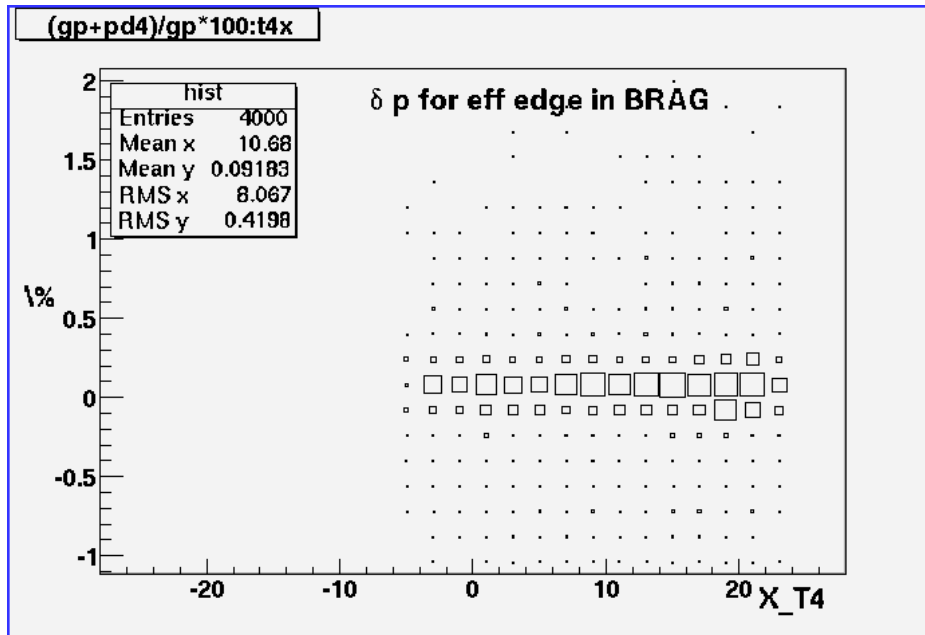 (gp+pd4)/gp*100:t4x
δ p for eff edge in BRAG
hist
Entries 4000
Mean x 10.68
Mean y 0.09183
RMS x 8.067
RMS y 0.4198
2
1.5
1
\%
0.5
0
-0.5
-1
-20 -10 0 10 20
X_T4